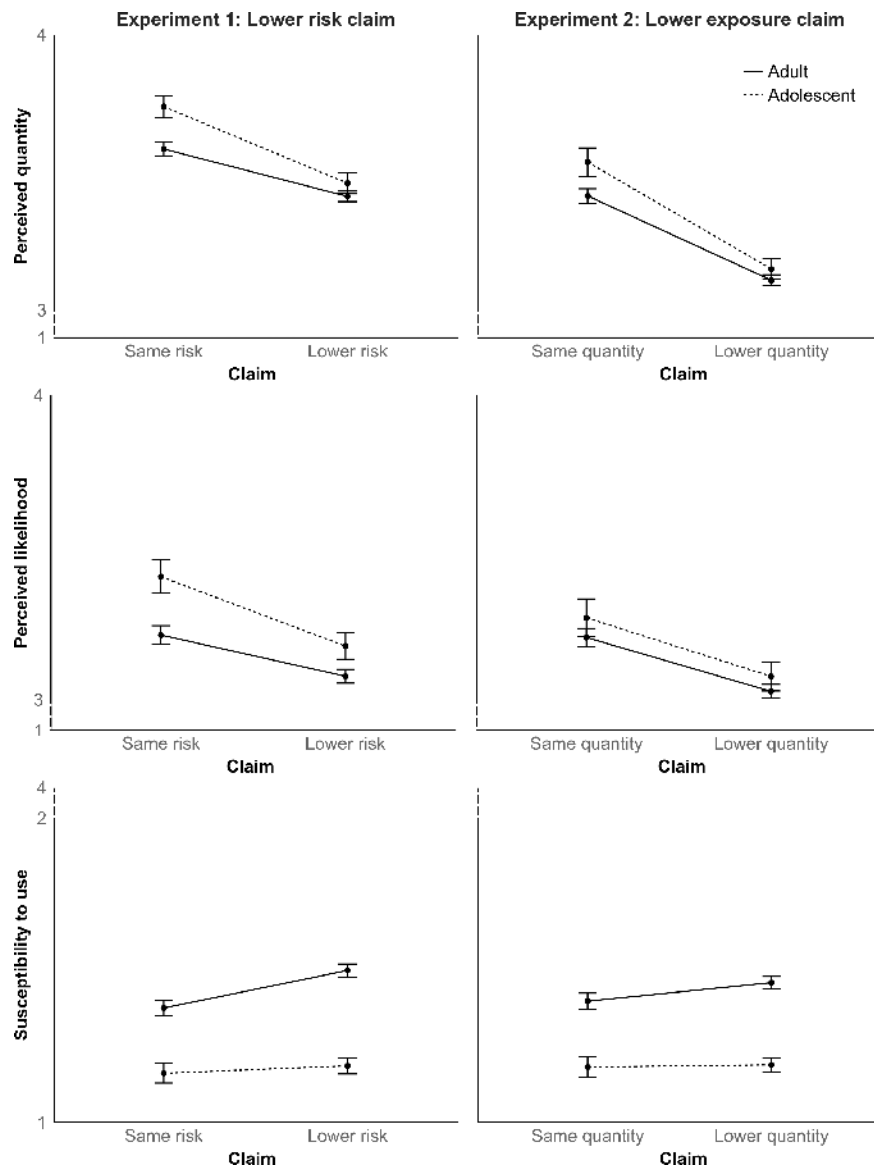 Experiment 1: Lower risk claim
Experiment 2: Lower exposure claim
4
Adult
Adolescent
Perceived quantity
3
1
Same risk
Lower risk
Same quantity
Lower quantity
Claim
Claim
4
Perceived likelihood
3
1
Same risk
Lower risk
Same quantity
Lower quantity
Claim
Claim
4
2
Susceptibility to use
1
Same risk
Lower risk
Same quantity
Lower quantity
Claim
Claim